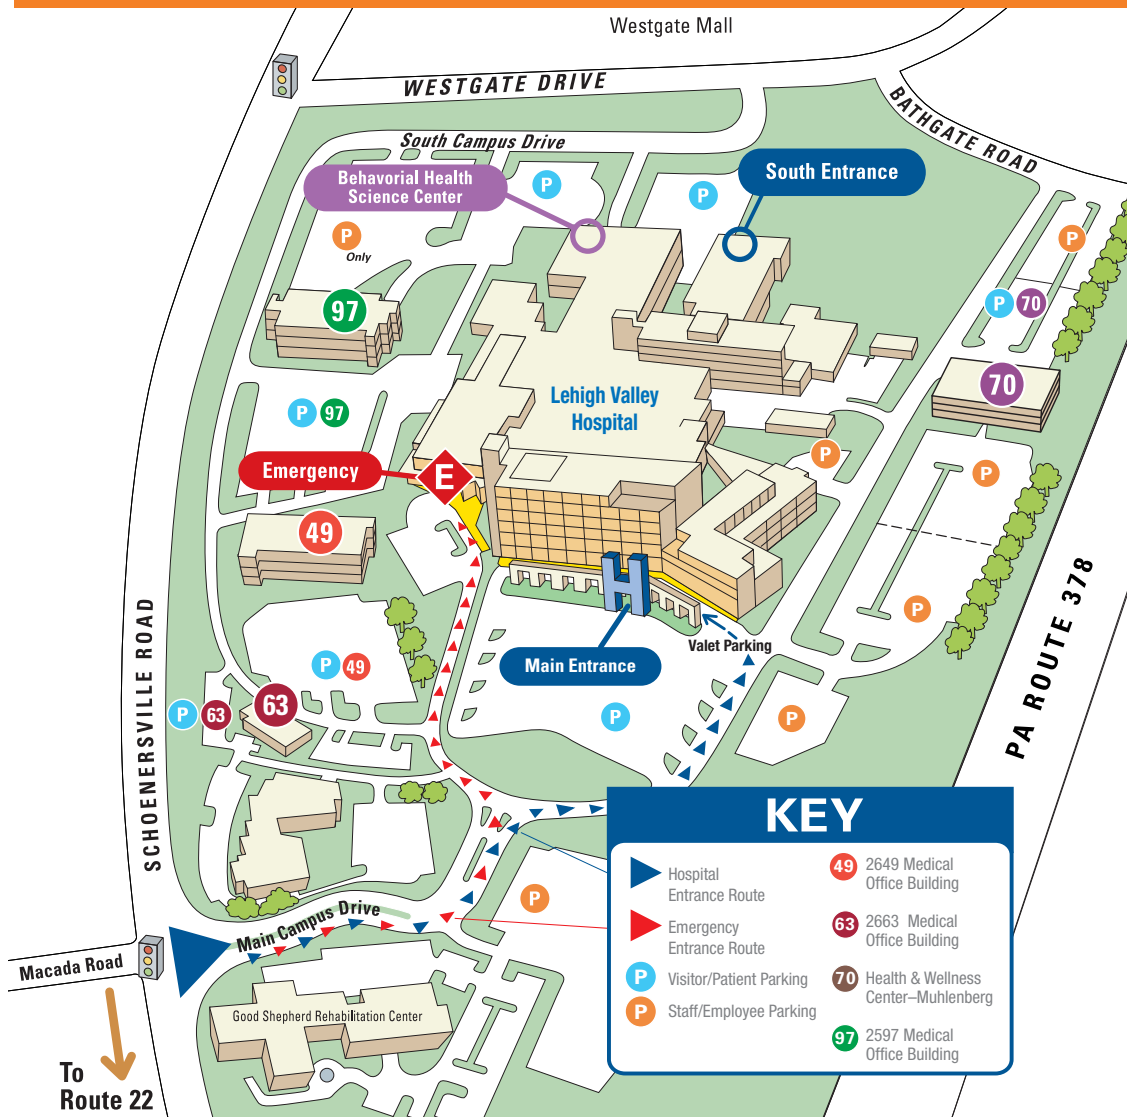 Westgate Mall
WESTGATE DRIVE
BATHGATE ROAD
South Campus Drive
Behavorial Health
Science Center
P
P
South Entrance
P
Only
P
97
P
70
70
Lehigh Valley
Hospital
P
97
Emergency
E
P
P
49
H
P
PA ROUTE 378
SCHOENERSVILLE ROAD
Valet Parking
Main Entrance
P
49
P
63
63
P
P
P
Main Campus Drive
Macada Road
Good Shepherd Rehabilitation Center
To
Route 22
KEY
Hospital
Entrance Route
Emergency
Entrance Route
P Visitor/Patient Parking
P Staff/Employee Parking
49 2649 Medical
Office Building
63 2663 Medical
Office Building
70 Health & Wellness
Center–Muhlenberg
97 2597 Medical
Office Building